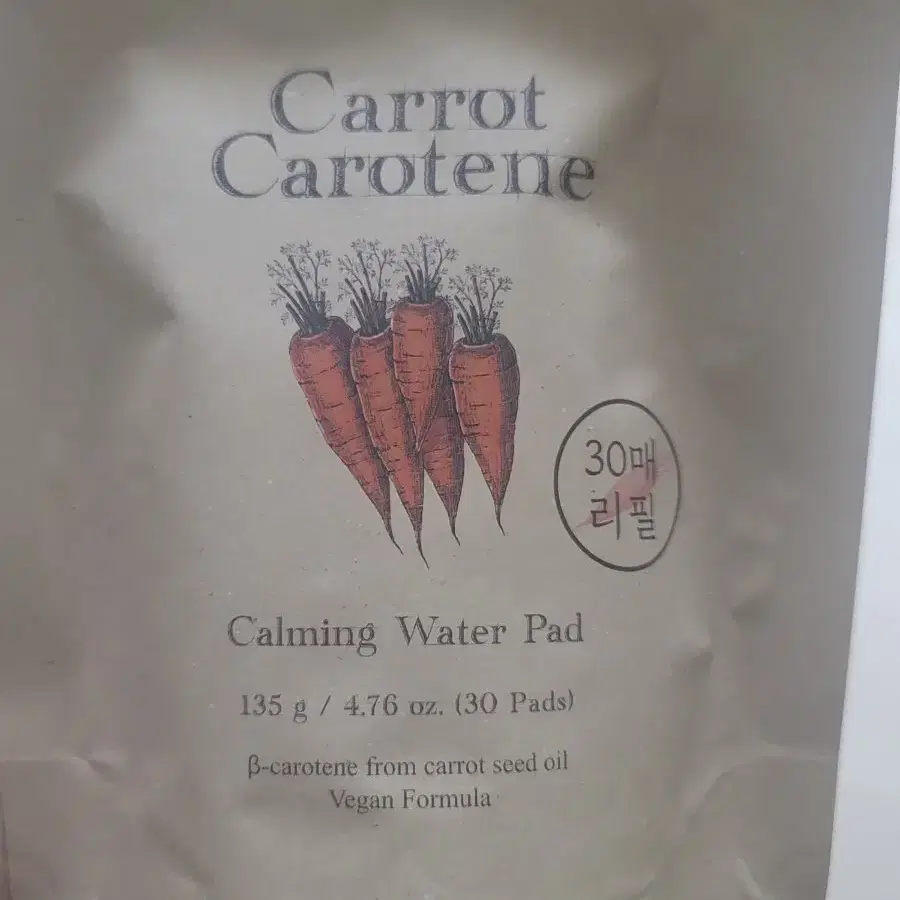 Carrot
Carotene
30매
리필
Calming Water Pad
135 g / 4.76 oz. (30 Pads)
β-carotene from carrot seed oil
Vegan Formula